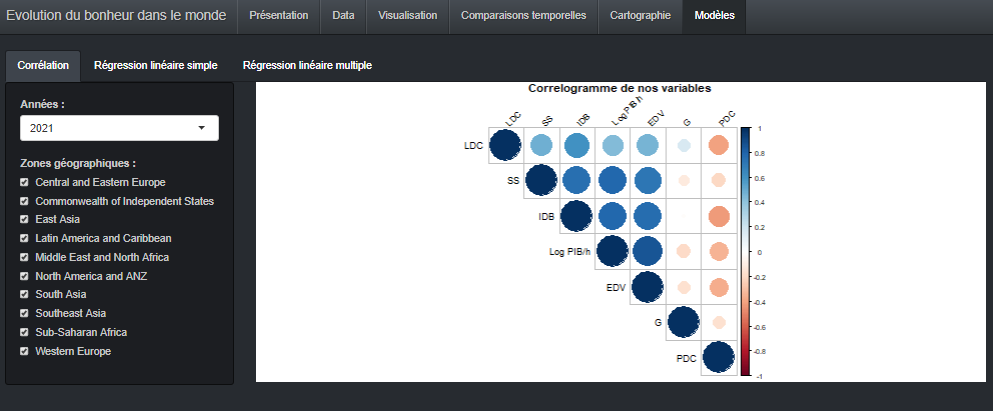 Evolution du bonheur dans le monde Présentation Data Visualisation Comparaisons temporelles Cartographie Modèles
Corrélation Régression linéaire simple Régression linéaire multiple
Années :
2021
Zones géographiques :
Central and Eastern Europe
Commonwealth of Independent States
East Asia
Latin America and Caribbean
Middle East and North Africa
North America and ANZ
South Asia
Southeast Asia
Sub-Saharan Africa
Western Europe
Correlogramme de nos variables
LDC SS IDB Log PIB/h EDV G PDC
LDC
SS
IDB
Log PIB/h
EDV
G
PDC
1
0.8
0.6
0.4
0.2
0
-0.2
-0.4
-0.6
-0.8
-1